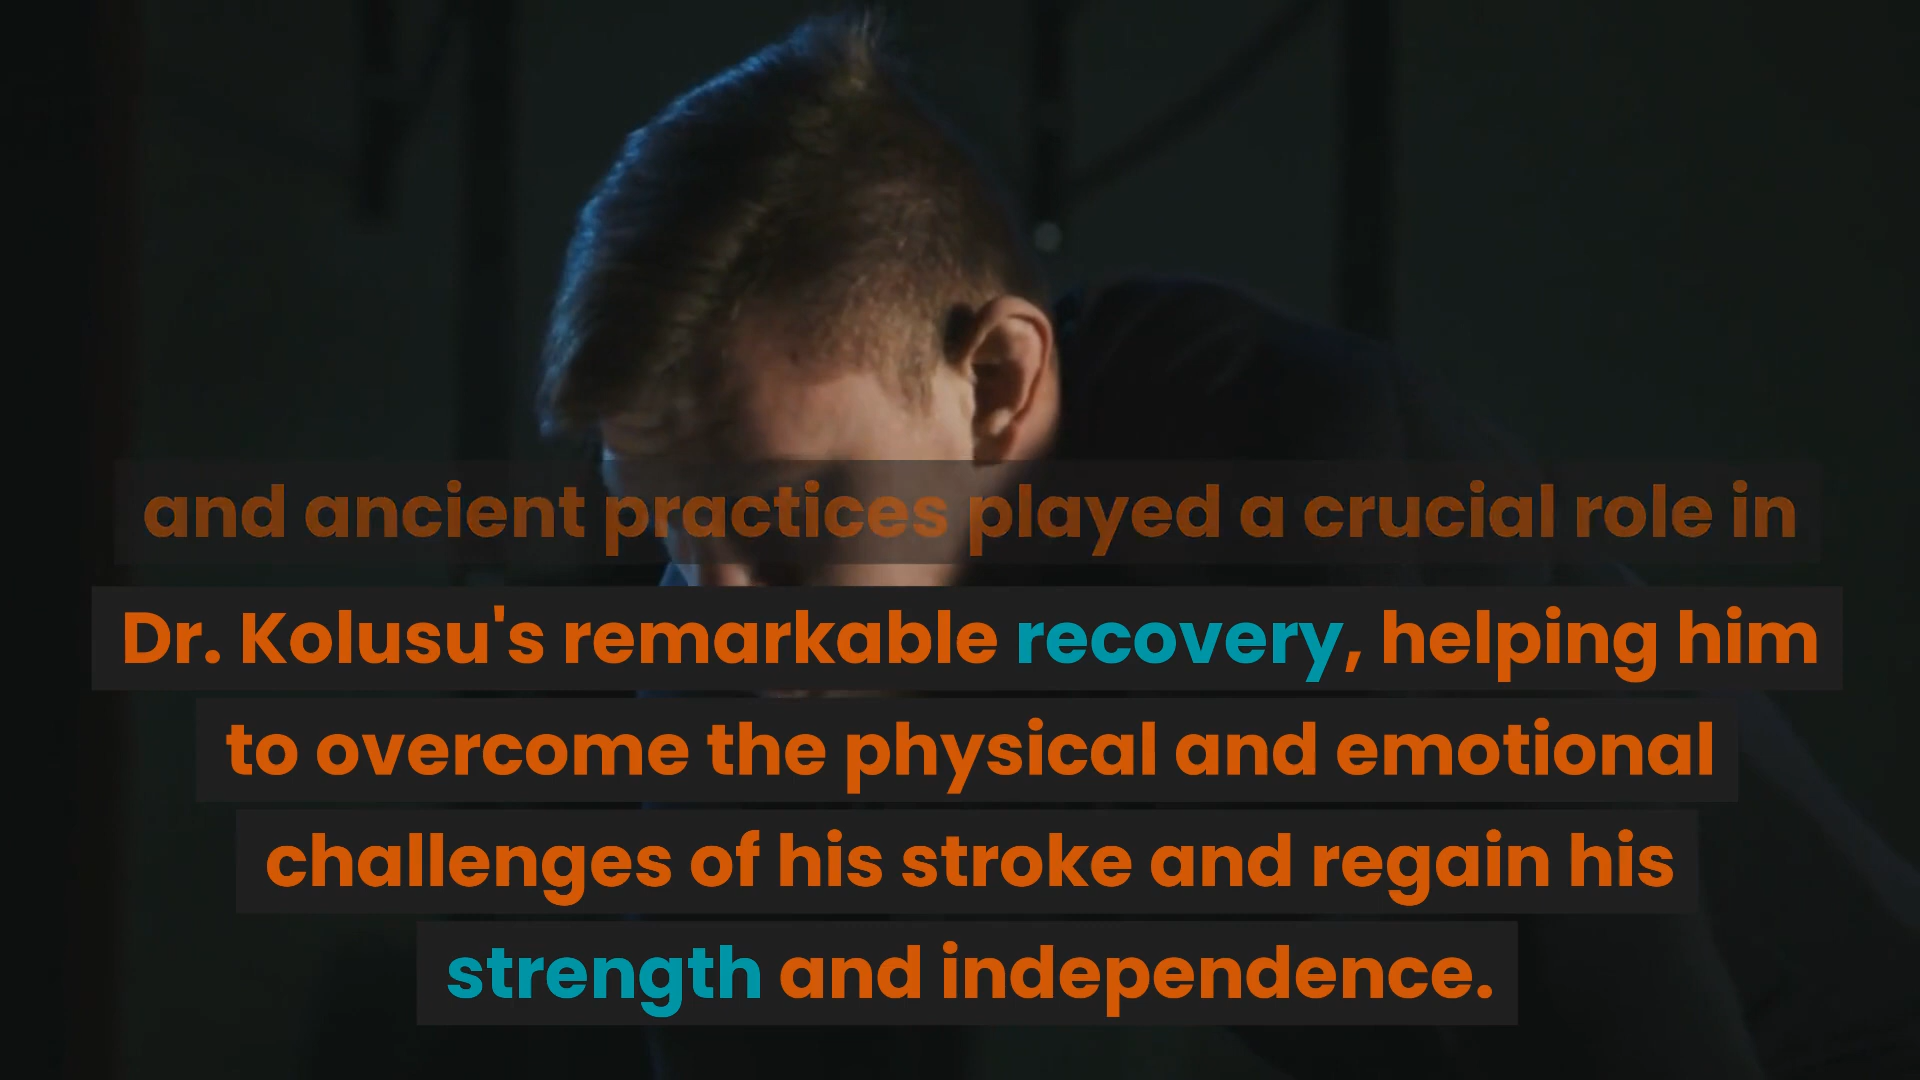 and ancient practices played a crucial role in
Dr. Kolusu's remarkable recovery, helping him
to overcome the physical and emotional
challenges of his stroke and regain his
strength and independence.